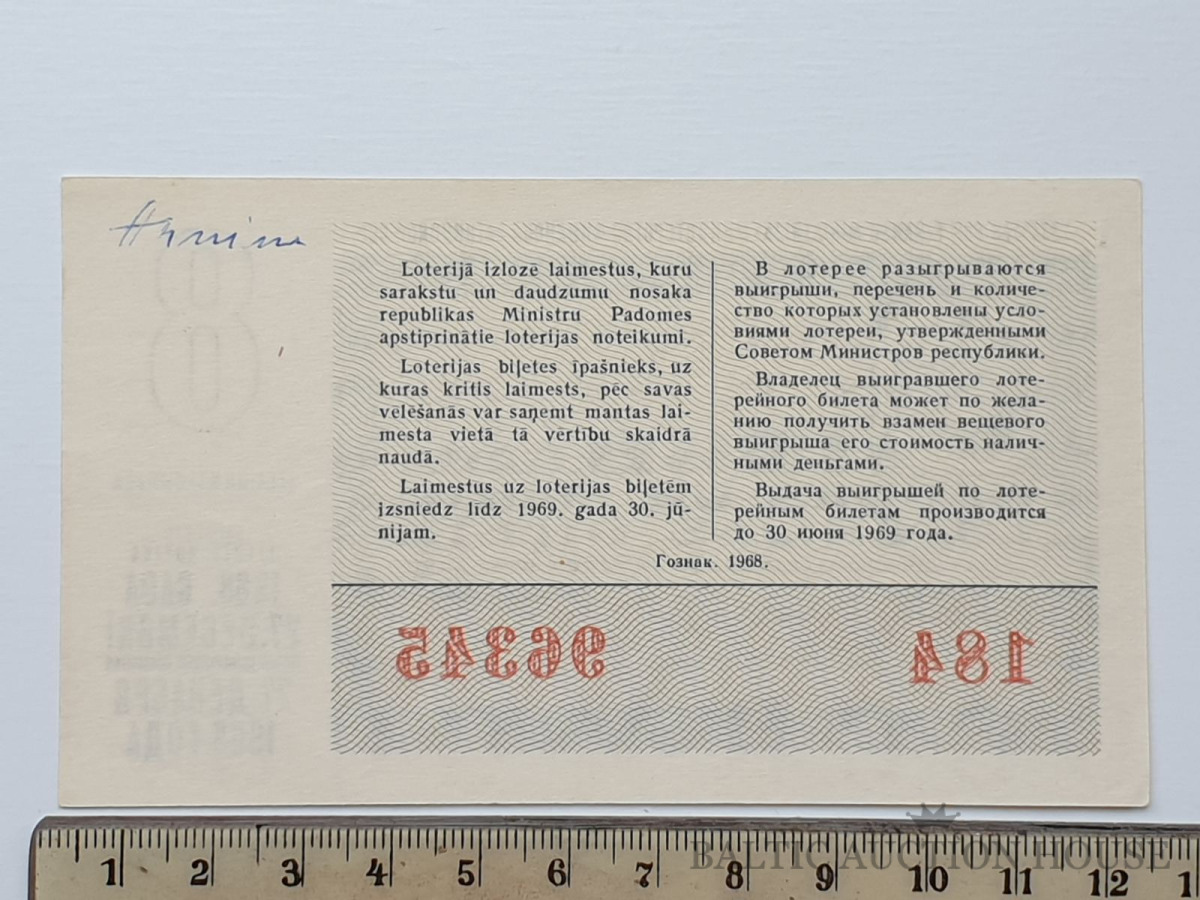 Loterijā izlozē laimestus, kuru
sarakstu un daudzumu nosaka
republikas Ministru Padomes
apstiprinātie loterijas noteikumi.
Loterijas biļetes īpašnieks, uz
kuras kritis laimests, pēc savas
vēlēšanās var saņemt mantas lai-
mesta vietā tā vērtību skaidrā
naudā.
Laimestus uz loterijas biļetēm
izsniedz līdz 1969. gada 30. jū-
nijam.
В лотерее разыгрываются
выигрыши, перечень и количе-
ство которых установлены усло-
виями лотереи, утвержденными
Советом Министров республики.
Владелец выигравшего лоте-
рейного билета может по жела-
нию получить взамен вещевого
выигрыша его стоимость налич-
ными деньгами.
Выдача выигрышей по лоте-
рейным билетам производится
до 30 июня 1969 года.
Гознак. 1968.
96345 184
BALTIC AUCTION HOUSE
1 2 3 4 5 6 7 8 9 10 11 12 1